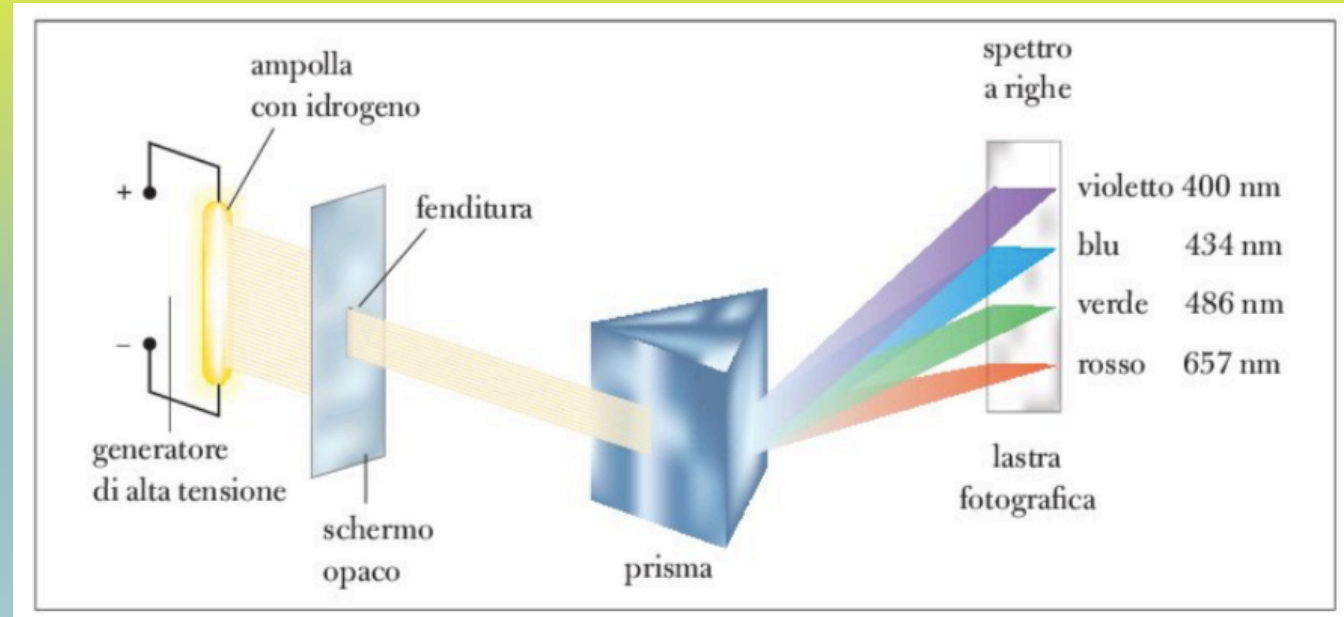 ampolla
con idrogeno
+
–
generatore
di alta tensione
fenditura
schermo
opaco
prisma
spettro
a righe
violetto 400 nm
blu 434 nm
verde 486 nm
rosso 657 nm
lastra
fotografica